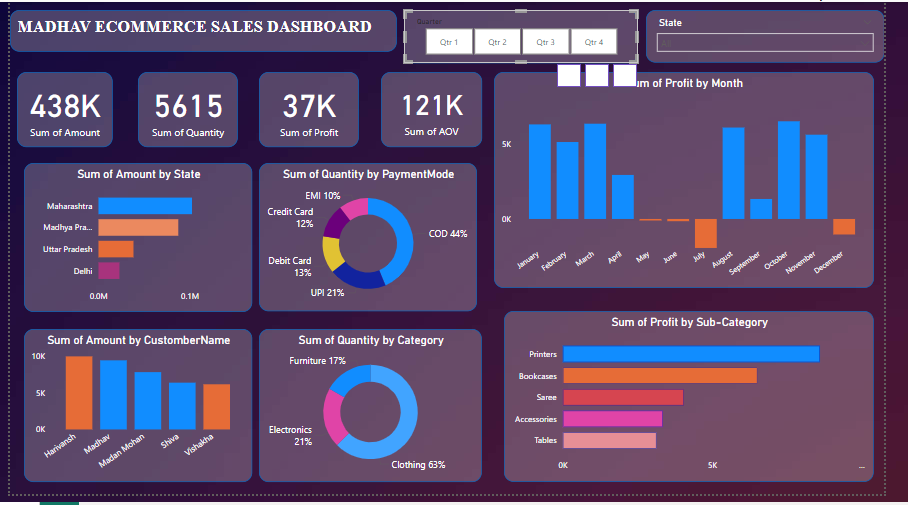 MADHAV ECOMMERCE SALES DASHBOARD
Quarter
Qtr 1
Qtr 2
Qtr 3
Qtr 4
State
438K
Sum of Amount
5615
Sum of Quantity
37K
Sum of Profit
121K
Sum of AOV
um of Profit by Month
5K
0K
January
February
March
April
May
June
July
August
September
October
November
December
Sum of Amount by State
Maharashtra
Madhya Pra...
Uttar Pradesh
Delhi
0.0M
0.1M
Sum of Quantity by PaymentMode
EMI 10%
Credit Card
12%
Debit Card
13%
UPI 21%
COD 44%
Sum of Amount by CustomberName
10K
5K
0K
Harivansh
Madhav
Madan Mohan
Shiva
Vishakha
Sum of Quantity by Category
Furniture 17%
Electronics
21%
Clothing 63%
Sum of Profit by Sub-Category
Printers
Bookcases
Saree
Accessories
Tables
0K
5K
...